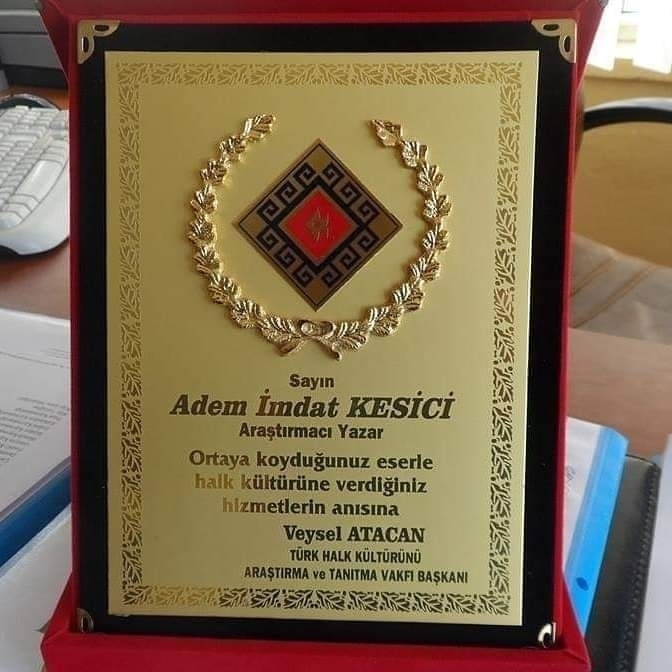 Sayın
Adem İmdat KESİCİ
Araştırmacı Yazar
Ortaya koyduğunuz eserle
halk kültürüne verdiğiniz
hizmetlerin anısına
Veysel ATACAN
TÜRK HALK KÜLTÜRÜNÜ
ARAŞTIRMA ve TANITMA VAKFI BAŞKANI